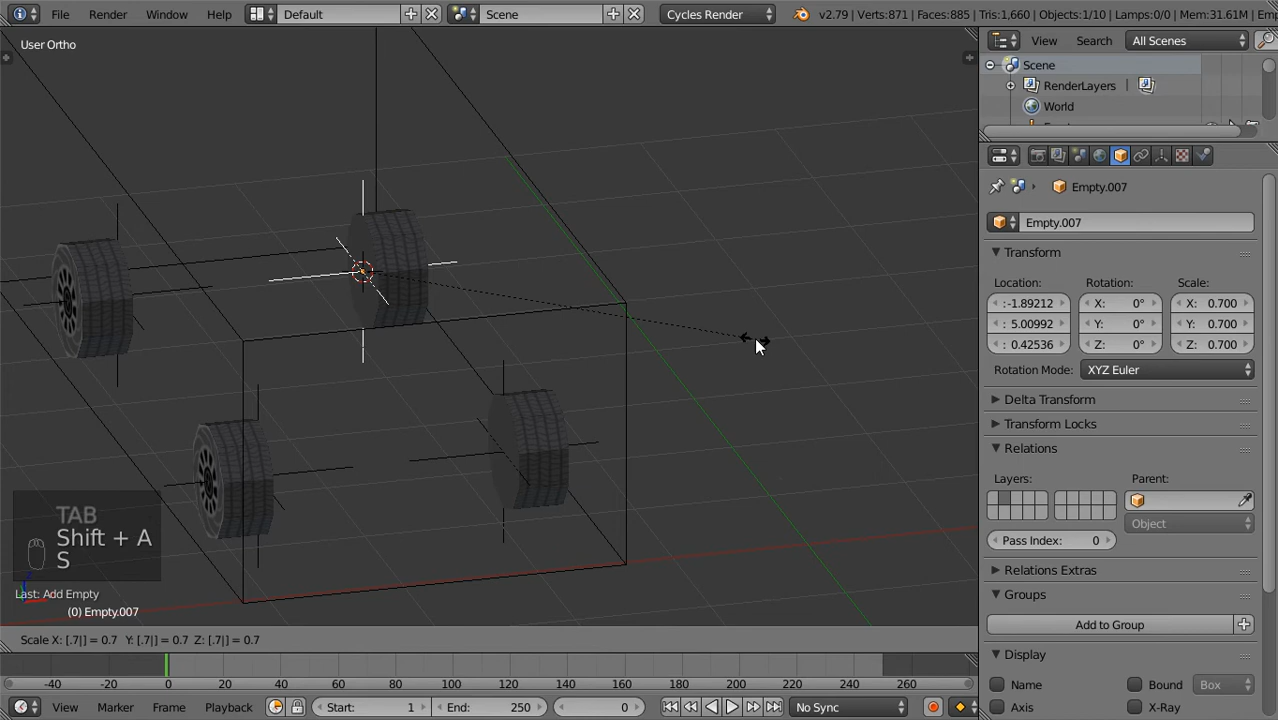 File Render Window Help Default Scene Cycles Render v2.79 | Verts:871 | Faces:885 | Tris:1,660 | Objects:1/10 | Lamps:0/0 | Mem:31.61M |
User Ortho
View Search All Scenes
Scene
RenderLayers |
World
Empty.007
Empty.007
Transform
Location: Rotation: Scale:
:-1.89212 X: 0° X: 0.700
: 5.00992 Y: 0° Y: 0.700
: 0.42536 Z: 0° Z: 0.700
Rotation Mode: XYZ Euler
Delta Transform
Transform Locks
Relations
Layers: Parent:
Object
Pass Index: 0
Relations Extras
Groups
Add to Group
Display
Name Bound Box
Axis X-Ray
TAB
Shift + A
S
Last: Add Empty
(0) Empty.007
Scale X: [.7|] = 0.7 Y: [.7|] = 0.7 Z: [.7|] = 0.7
-40 -20 0 20 40 60 80 100 120 140 160 180 200 220 240 260
View Marker Frame Playback Start: 1 End: 250 0 No Sync